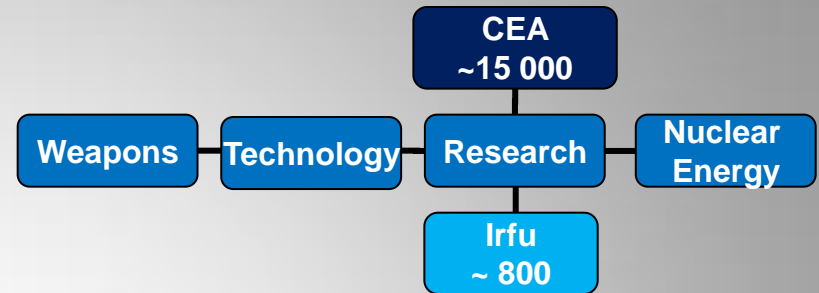 CEA
~15 000
Weapons
Technology
Research
Nuclear
Energy
Irfu
~ 800